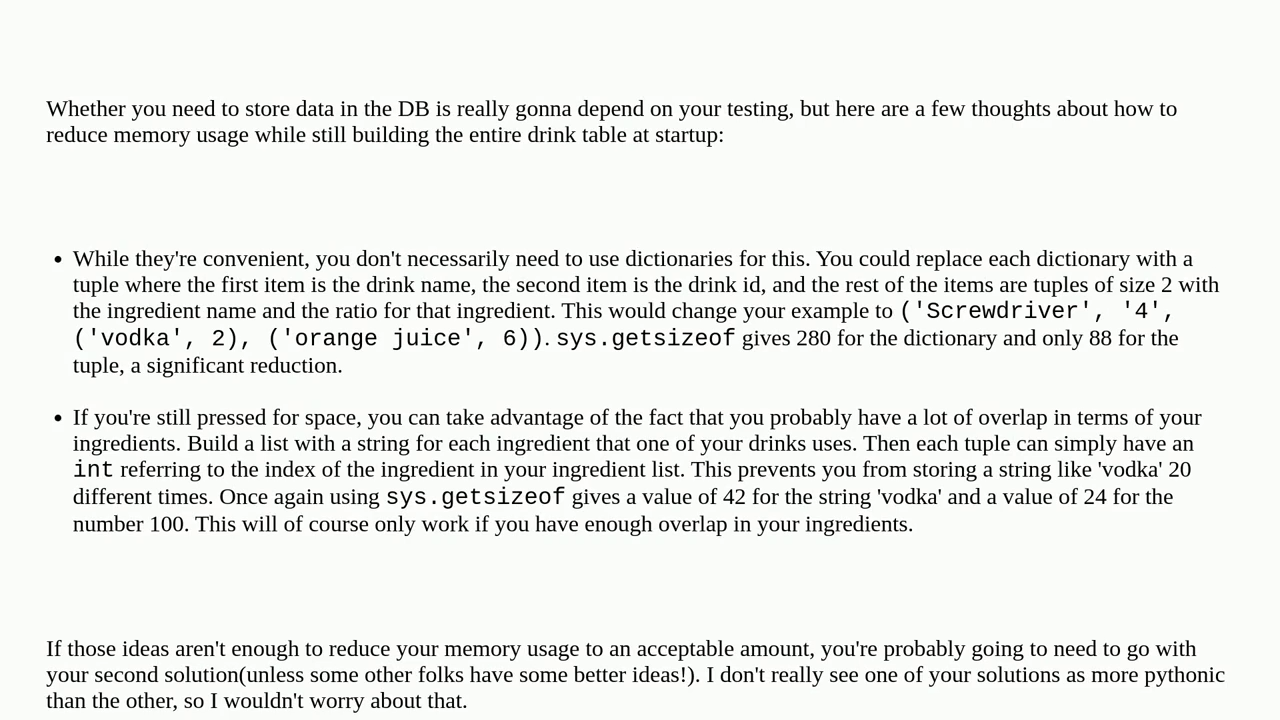 Whether you need to store data in the DB is really gonna depend on your testing, but here are a few thoughts about how to
reduce memory usage while still building the entire drink table at startup:
• While they're convenient, you don't necessarily need to use dictionaries for this. You could replace each dictionary with a
tuple where the first item is the drink name, the second item is the drink id, and the rest of the items are tuples of size 2 with
the ingredient name and the ratio for that ingredient. This would change your example to ('Screwdriver', '4',
('vodka', 2), ('orange juice', 6)). sys.getsizeof gives 280 for the dictionary and only 88 for the
tuple, a significant reduction.
• If you're still pressed for space, you can take advantage of the fact that you probably have a lot of overlap in terms of your
ingredients. Build a list with a string for each ingredient that one of your drinks uses. Then each tuple can simply have an
int referring to the index of the ingredient in your ingredient list. This prevents you from storing a string like 'vodka' 20
different times. Once again using sys.getsizeof gives a value of 42 for the string 'vodka' and a value of 24 for the
number 100. This will of course only work if you have enough overlap in your ingredients.
If those ideas aren't enough to reduce your memory usage to an acceptable amount, you're probably going to need to go with
your second solution(unless some other folks have some better ideas!). I don't really see one of your solutions as more pythonic
than the other, so I wouldn't worry about that.